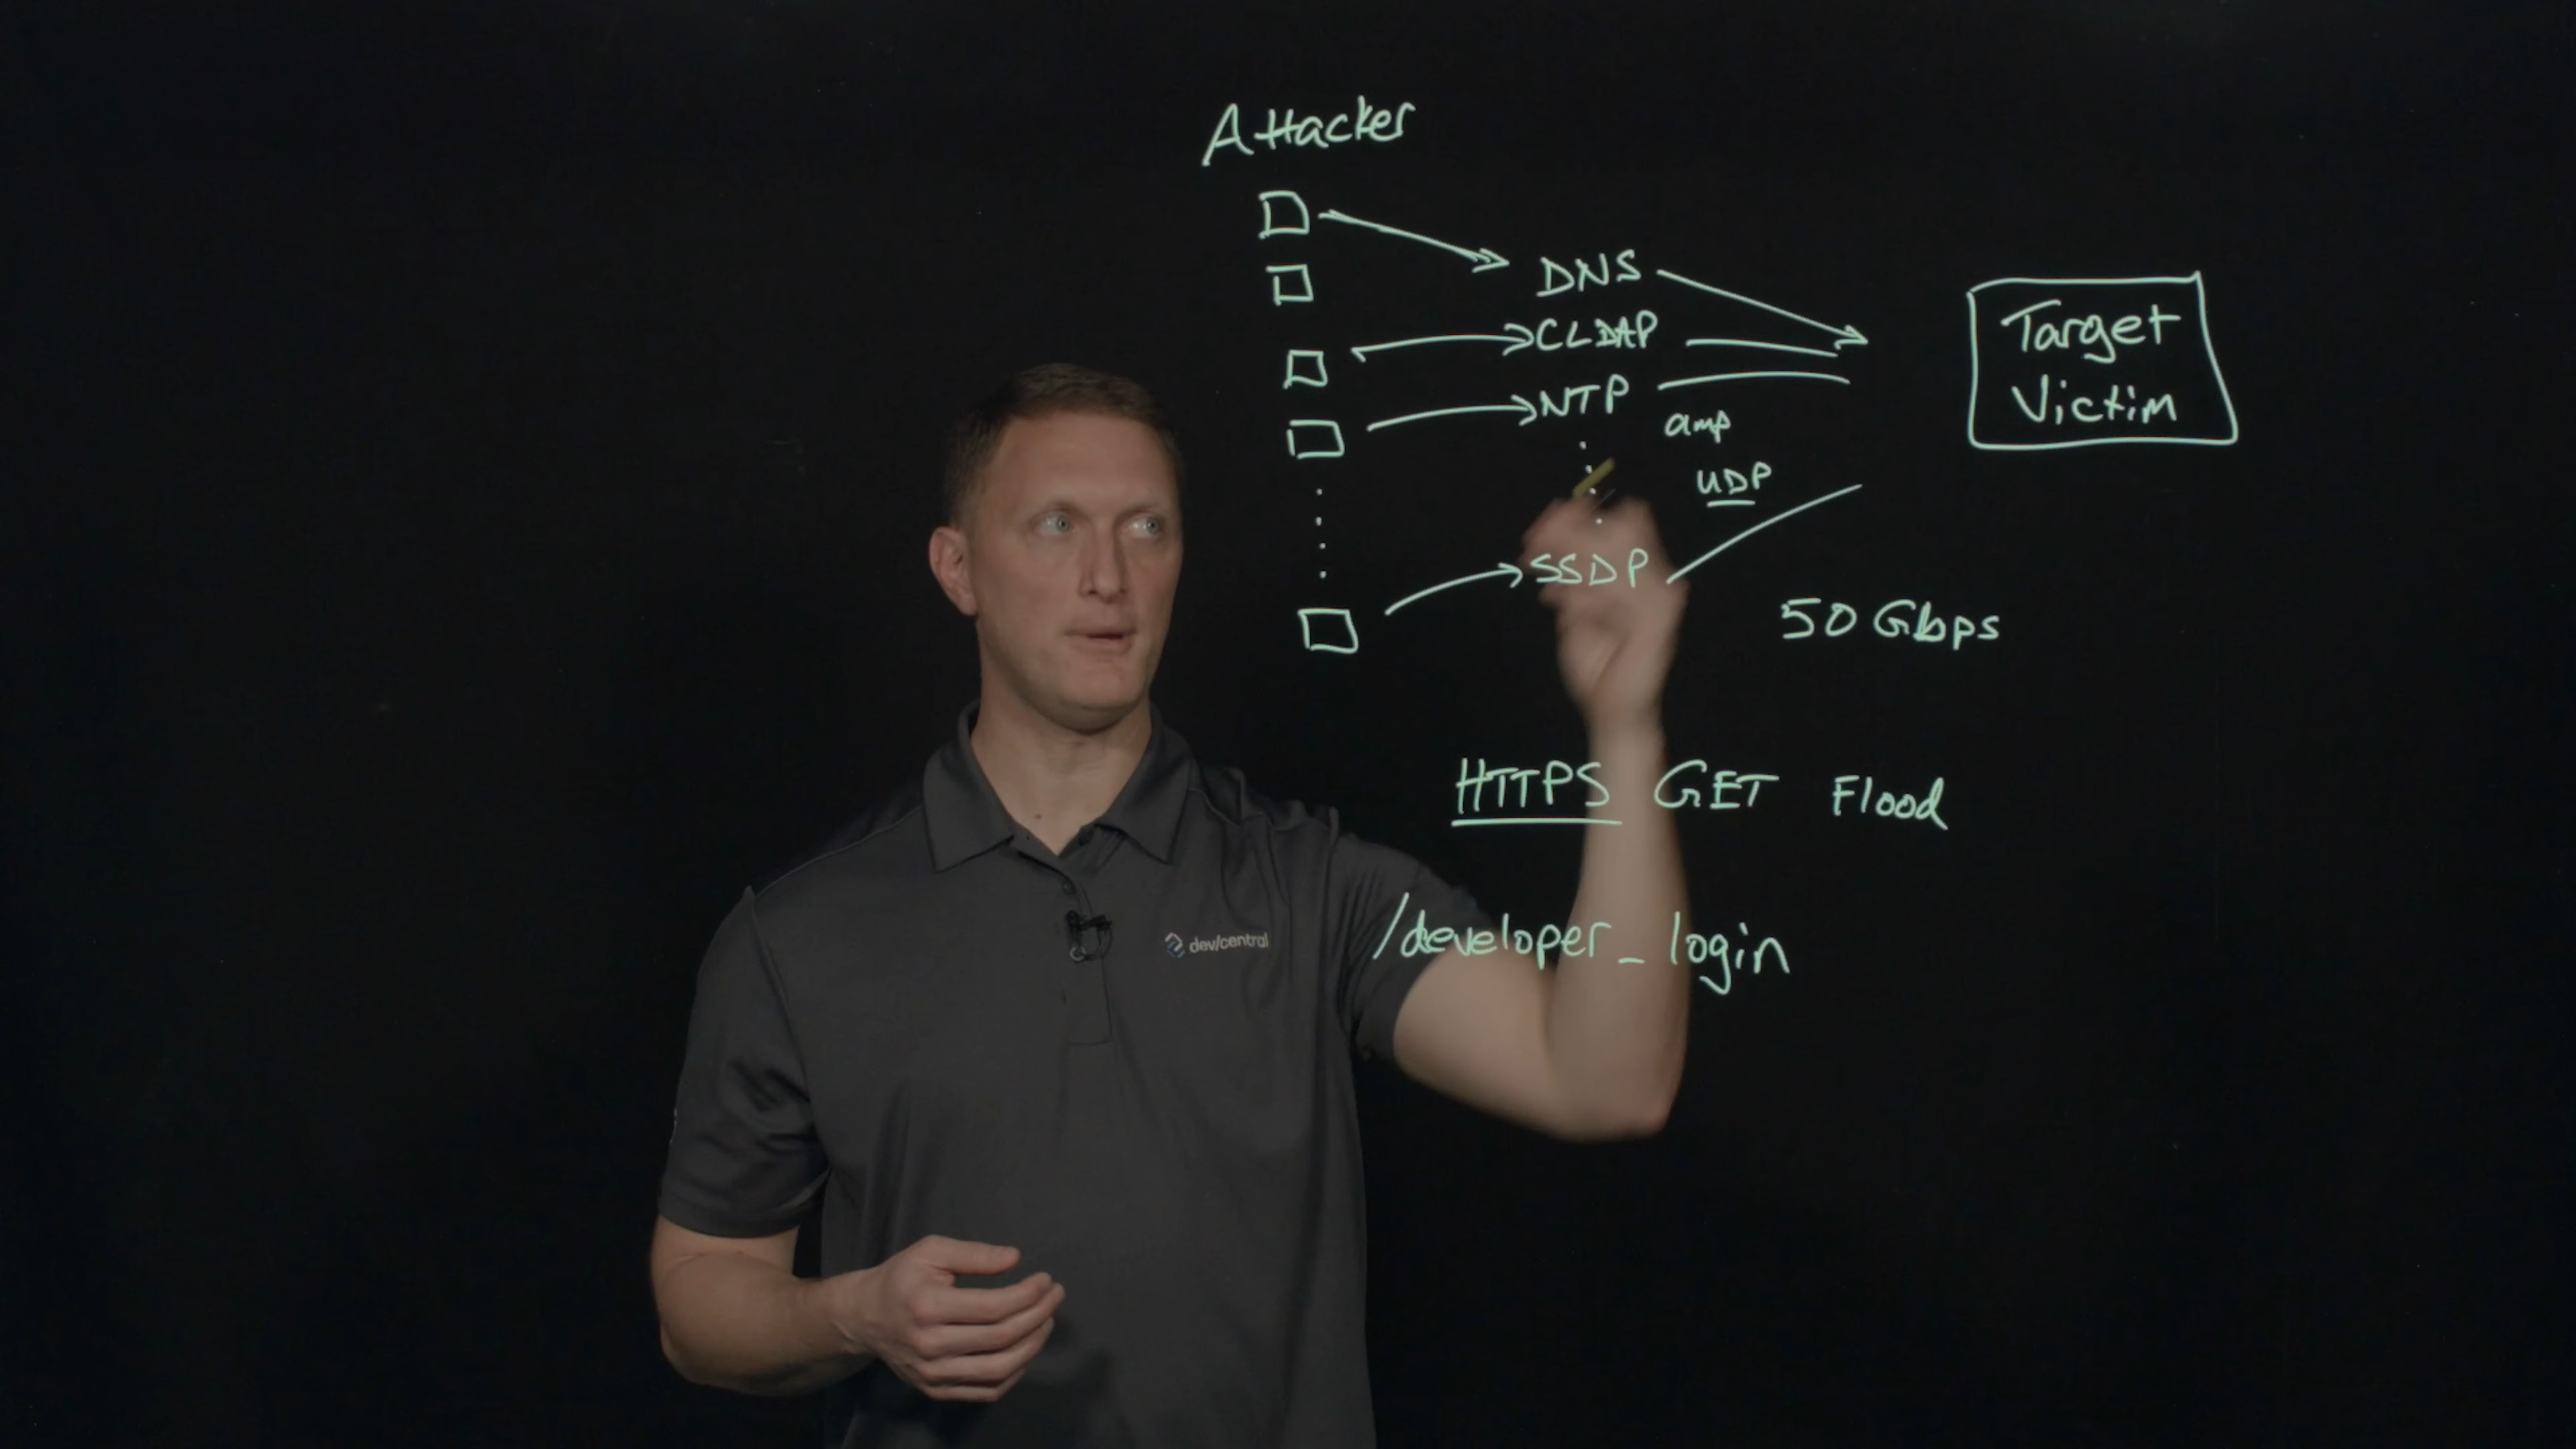 Attacker
DNS
CLDAP
NTP
amp
UDP
SSDP
Target
Victim
50 Gbps
HTTPS GET Flood
/developer_login
dev/central